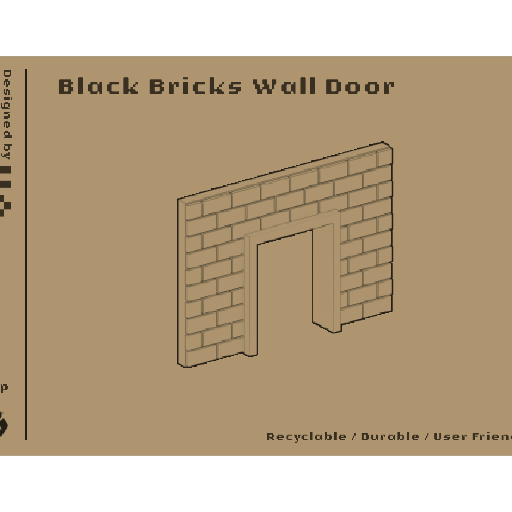 Black Bricks Wall Door
Designed by
Recyclable / Durable / User Frien